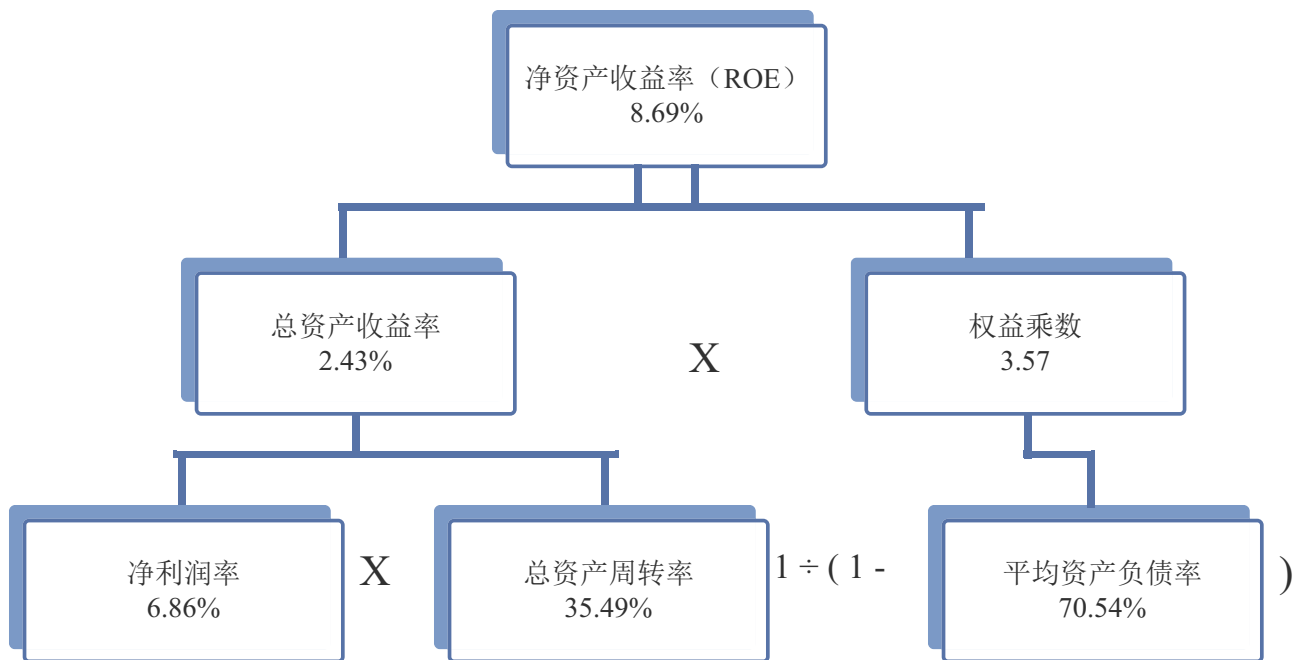 净资产收益率（ROE）
8.69%
总资产收益率
2.43%
X
权益乘数
3.57
净利润率
6.86%
X
总资产周转率
35.49%
1 ÷ ( 1 -
平均资产负债率
70.54%
)